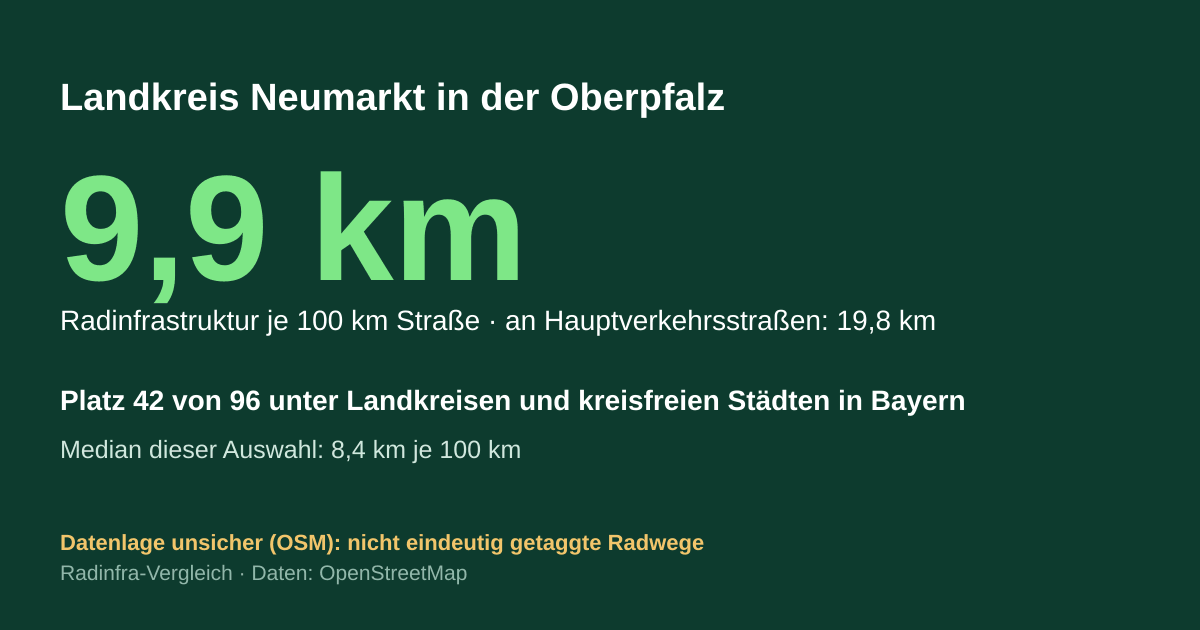 Landkreis Neumarkt in der Oberpfalz
9,9 km
Radinfrastruktur je 100 km Straße · an Hauptverkehrsstraßen: 19,8 km
Platz 42 von 96 unter Landkreisen und kreisfreien Städten in Bayern
Median dieser Auswahl: 8,4 km je 100 km
Datenlage unsicher (OSM): nicht eindeutig getaggte Radwege
Radinfra-Vergleich · Daten: OpenStreetMap